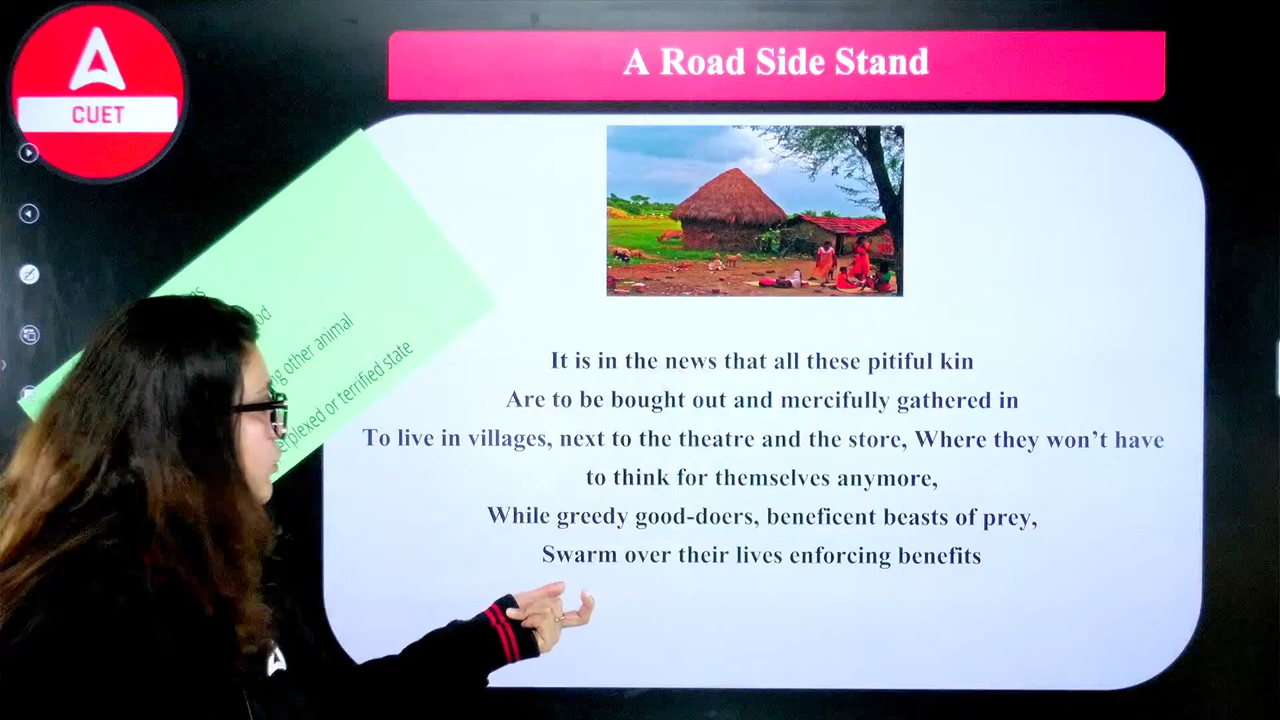 CUET
A Road Side Stand
other animal
or terrified state
It is in the news that all these pitiful kin
Are to be bought out and mercifully gathered in
To live in villages, next to the theatre and the store, Where they won't have
to think for themselves anymore,
While greedy good-doers, beneficent beasts of prey,
Swarm over their lives enforcing benefits